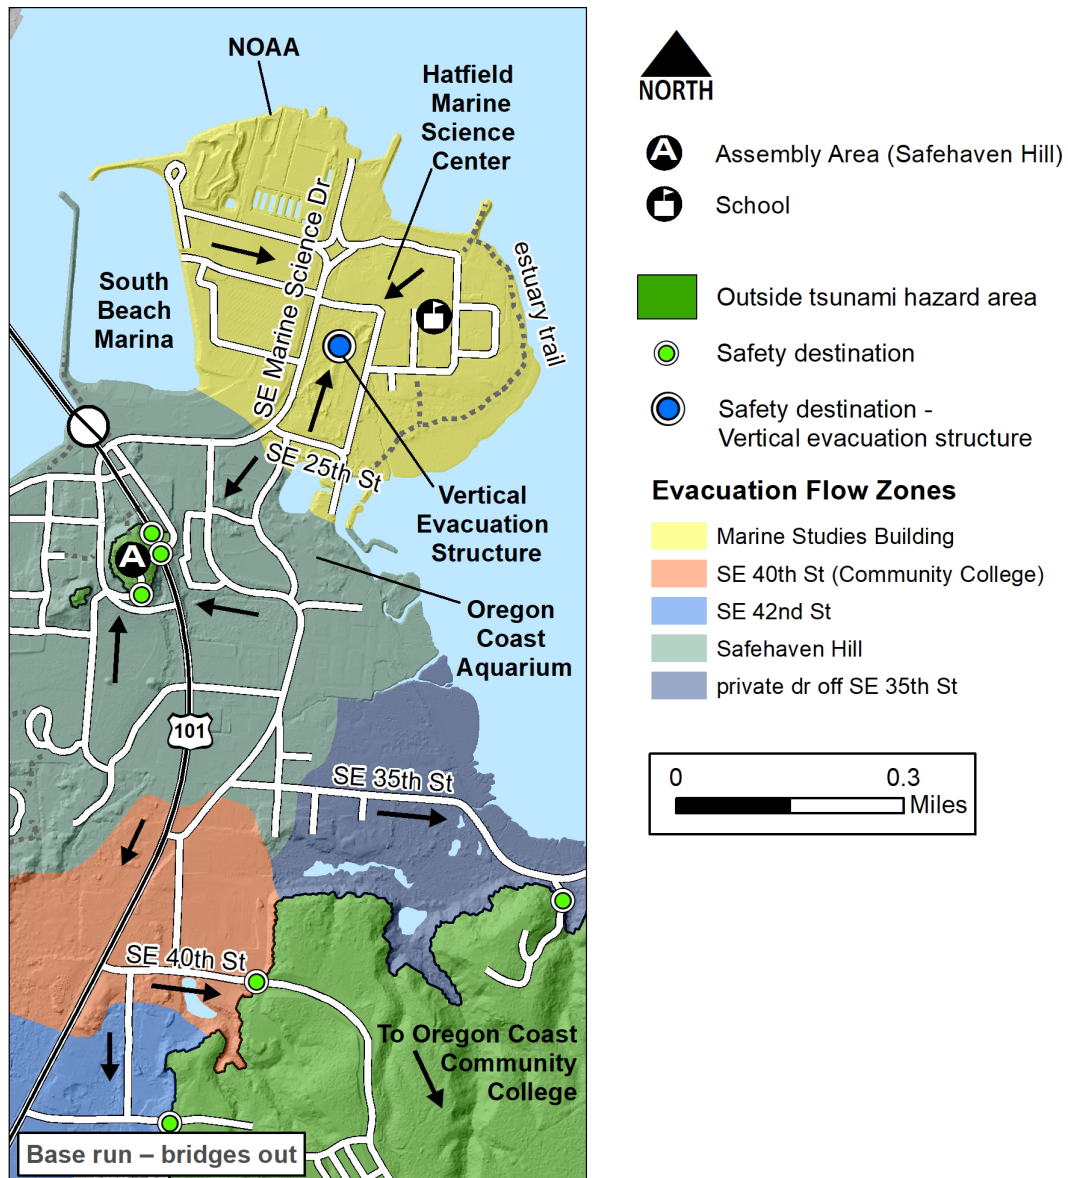 NOAA
Hatfield
Marine
Science
Center
SE Marine Science Dr
estuary trail
South
Beach
Marina
SE 25th St
Vertical
Evacuation
Structure
A
Oregon
Coast
Aquarium
101
SE 35th St
SE 40th St
To Oregon Coast
Community
College
Base run – bridges out
NORTH
A Assembly Area (Safehaven Hill)
School
Outside tsunami hazard area
Safety destination
Safety destination -
Vertical evacuation structure
Evacuation Flow Zones
Marine Studies Building
SE 40th St (Community College)
SE 42nd St
Safehaven Hill
private dr off SE 35th St
0 0.3
Miles